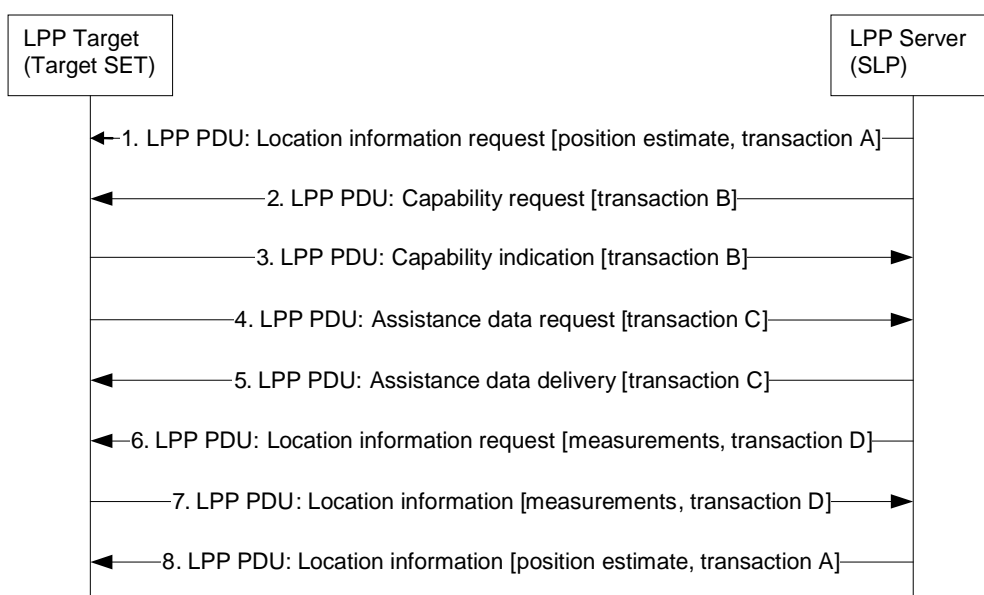 LPP Target
(Target SET)
LPP Server
(SLP)
1. LPP PDU: Location information request [position estimate, transaction A]
2. LPP PDU: Capability request [transaction B]
3. LPP PDU: Capability indication [transaction B]
4. LPP PDU: Assistance data request [transaction C]
5. LPP PDU: Assistance data delivery [transaction C]
6. LPP PDU: Location information request [measurements, transaction D]
7. LPP PDU: Location information [measurements, transaction D]
8. LPP PDU: Location information [position estimate, transaction A]